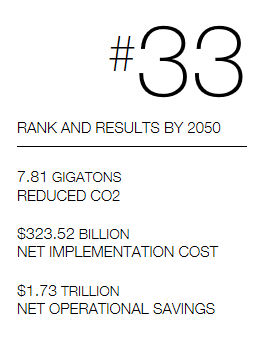 #33
RANK AND RESULTS BY 2050
7.81 GIGATONS
REDUCED CO2
$323.52 BILLION
NET IMPLEMENTATION COST
$1.73 TRILLION
NET OPERATIONAL SAVINGS